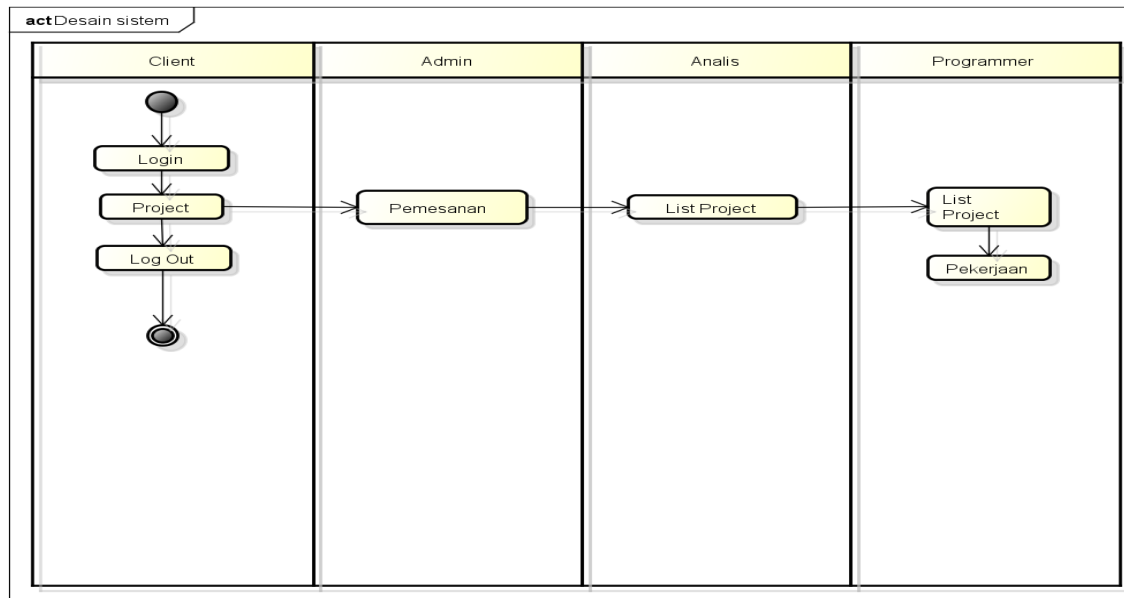 act Desain sistem
Client
Admin
Analis
Programmer
Login
Project
Pemesanan
List Project
List
Project
Log Out
Pekerjaan